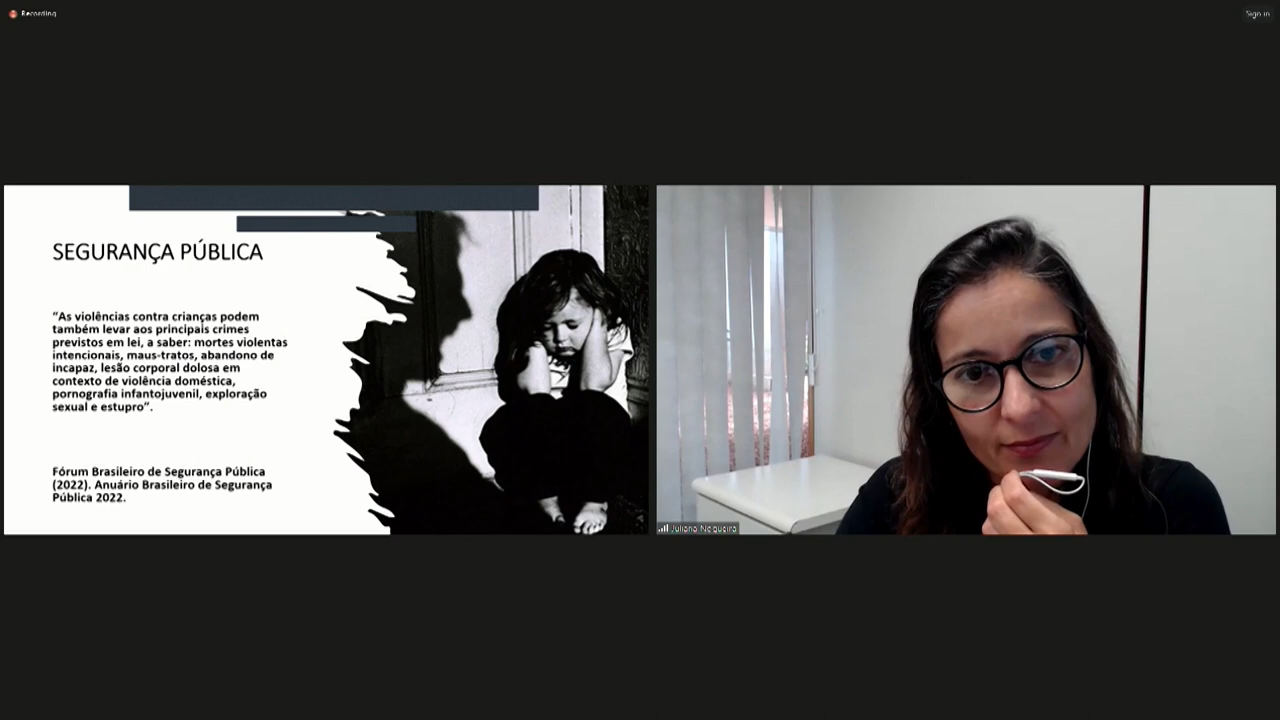 Recording
Sign in
SEGURANÇA PÚBLICA
“As violências contra crianças podem
também levar aos principais crimes
previstos em lei, a saber: mortes violentas
intencionais, maus-tratos, abandono de
incapaz, lesão corporal dolosa em
contexto de violência doméstica,
pornografia infantojuvenil, exploração
sexual e estupro”.
Fórum Brasileiro de Segurança Pública
(2022). Anuário Brasileiro de Segurança
Pública 2022.
Juliana Negueira